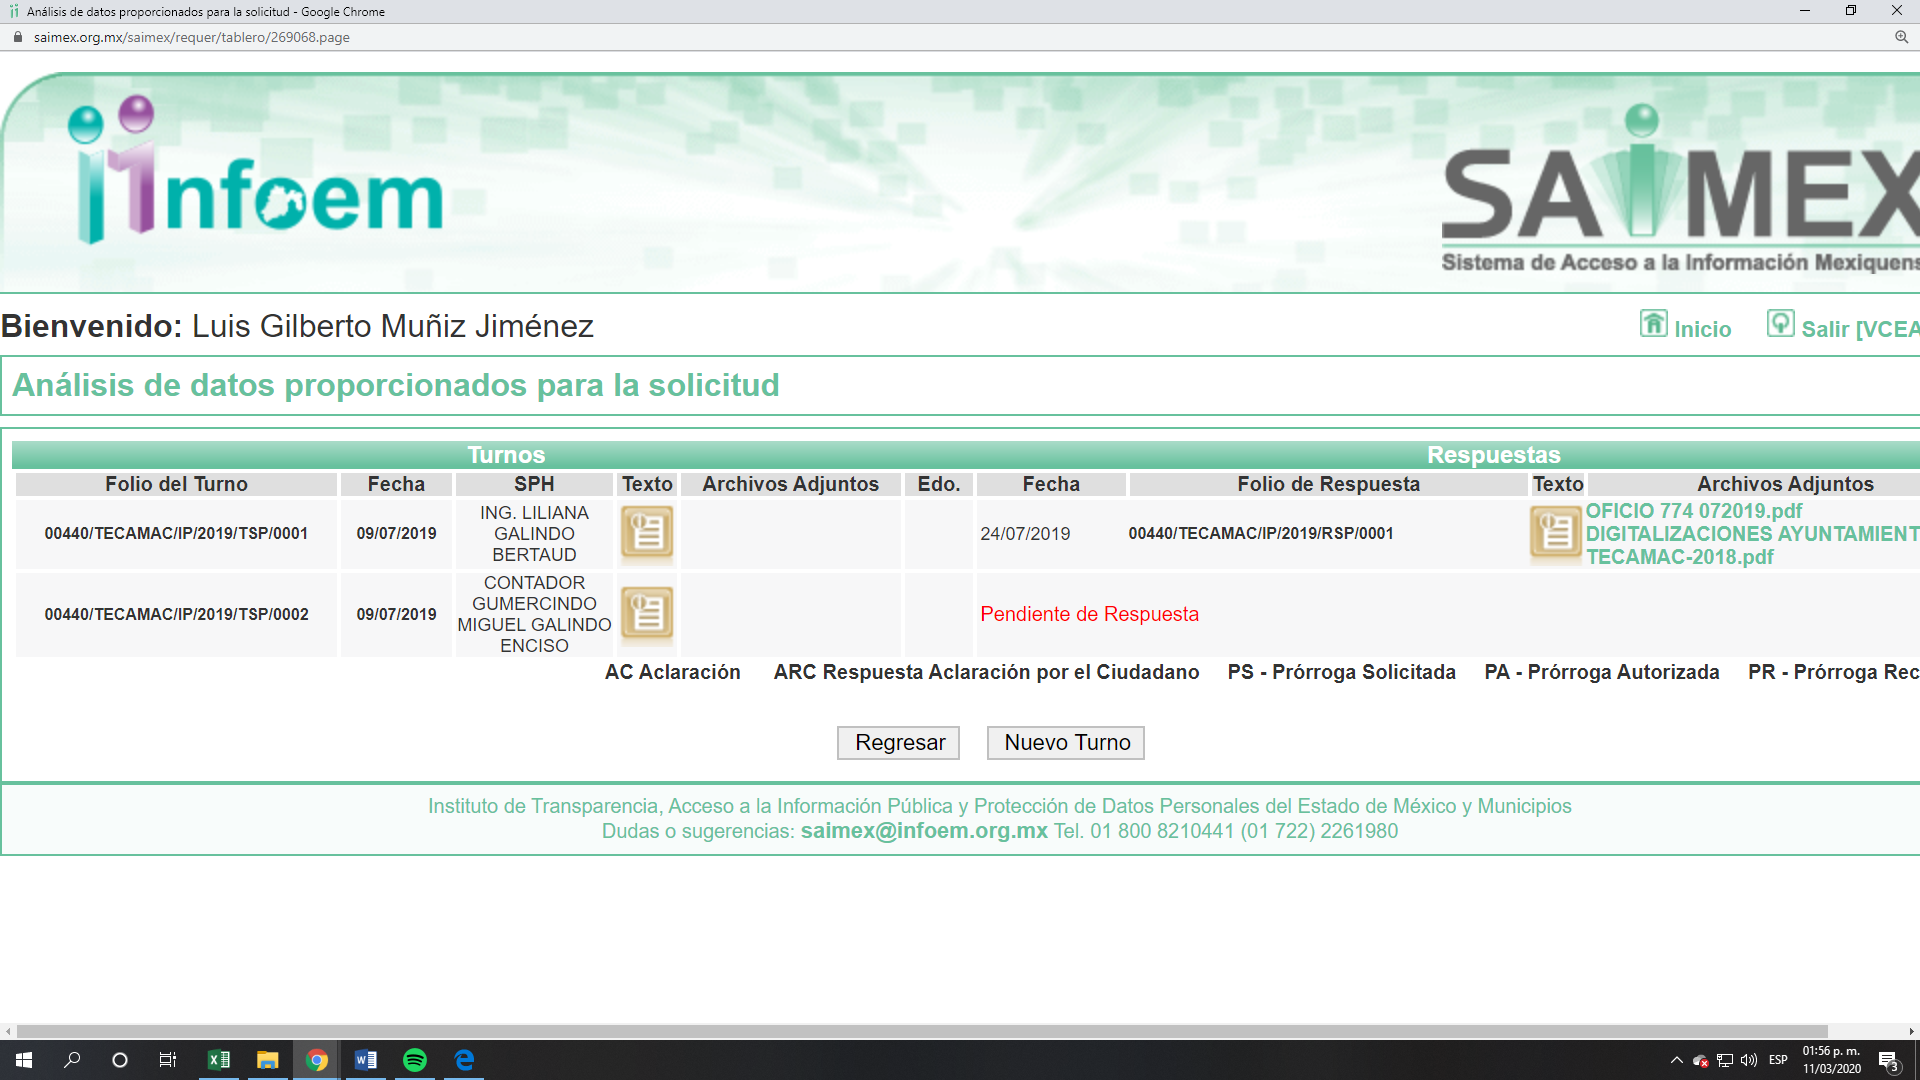 Análisis de datos proporcionados para la solicitud - Google Chrome
saimex.org.mx/saimex/requer/tablero/269068.page
infoem
SAIMEX
Sistema de Acceso a la Información Mexiquens
Bienvenido: Luis Gilberto Muñiz Jiménez
Inicio
Salir [VCEA
Análisis de datos proporcionados para la solicitud
Turnos
Respuestas
Folio del Turno Fecha SPH Texto Archivos Adjuntos Edo. Fecha Folio de Respuesta Texto Archivos Adjuntos
00440/TECAMAC/IP/2019/TSP/0001
09/07/2019
ING. LILIANA
GALINDO
BERTAUD
24/07/2019
00440/TECAMAC/IP/2019/RSP/0001
OFICIO 774 072019.pdf
DIGITALIZACIONES AYUNTAMIENT
TECAMAC-2018.pdf
00440/TECAMAC/IP/2019/TSP/0002
09/07/2019
CONTADOR
GUMERCINDO
MIGUEL GALINDO
ENCISO
Pendiente de Respuesta
AC Aclaración ARC Respuesta Aclaración por el Ciudadano PS - Prórroga Solicitada PA - Prórroga Autorizada PR - Prórroga Rec
Regresar
Nuevo Turno
Instituto de Transparencia, Acceso a la Información Pública y Protección de Datos Personales del Estado de México y Municipios
Dudas o sugerencias: saimex@infoem.org.mx Tel. 01 800 8210441 (01 722) 2261980
ESP
01:56 p. m.
11/03/2020
3